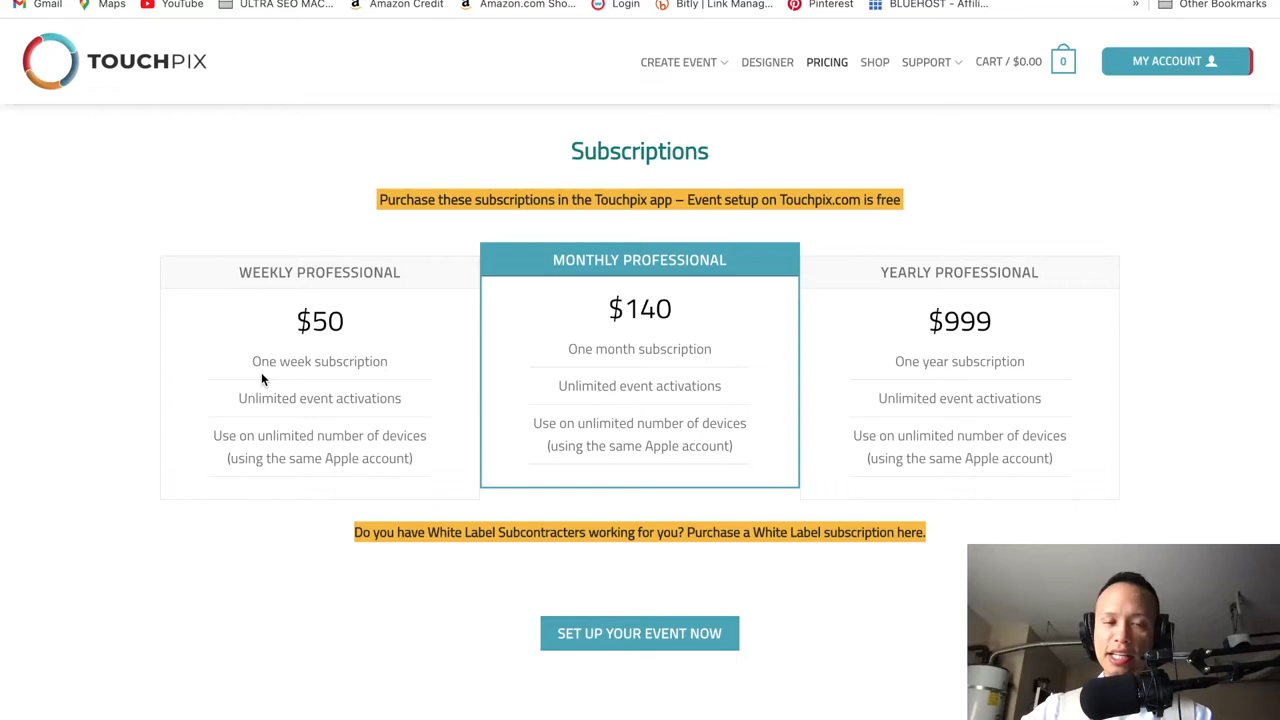 Gmail Maps YouTube ULTRA SEO MAC... Amazon Credit Amazon.com Sho... Login Bitly | Link Manag... Pinterest BLUEHOST - Affili... » Other Bookmarks
TOUCHPIX
CREATE EVENT DESIGNER PRICING SHOP SUPPORT CART / $0.00 0 MY ACCOUNT
Subscriptions
Purchase these subscriptions in the Touchpix app – Event setup on Touchpix.com is free
WEEKLY PROFESSIONAL
$50
One week subscription
Unlimited event activations
Use on unlimited number of devices
(using the same Apple account)
MONTHLY PROFESSIONAL
$140
One month subscription
Unlimited event activations
Use on unlimited number of devices
(using the same Apple account)
YEARLY PROFESSIONAL
$999
One year subscription
Unlimited event activations
Use on unlimited number of devices
(using the same Apple account)
Do you have White Label Subcontracters working for you? Purchase a White Label subscription here.
SET UP YOUR EVENT NOW